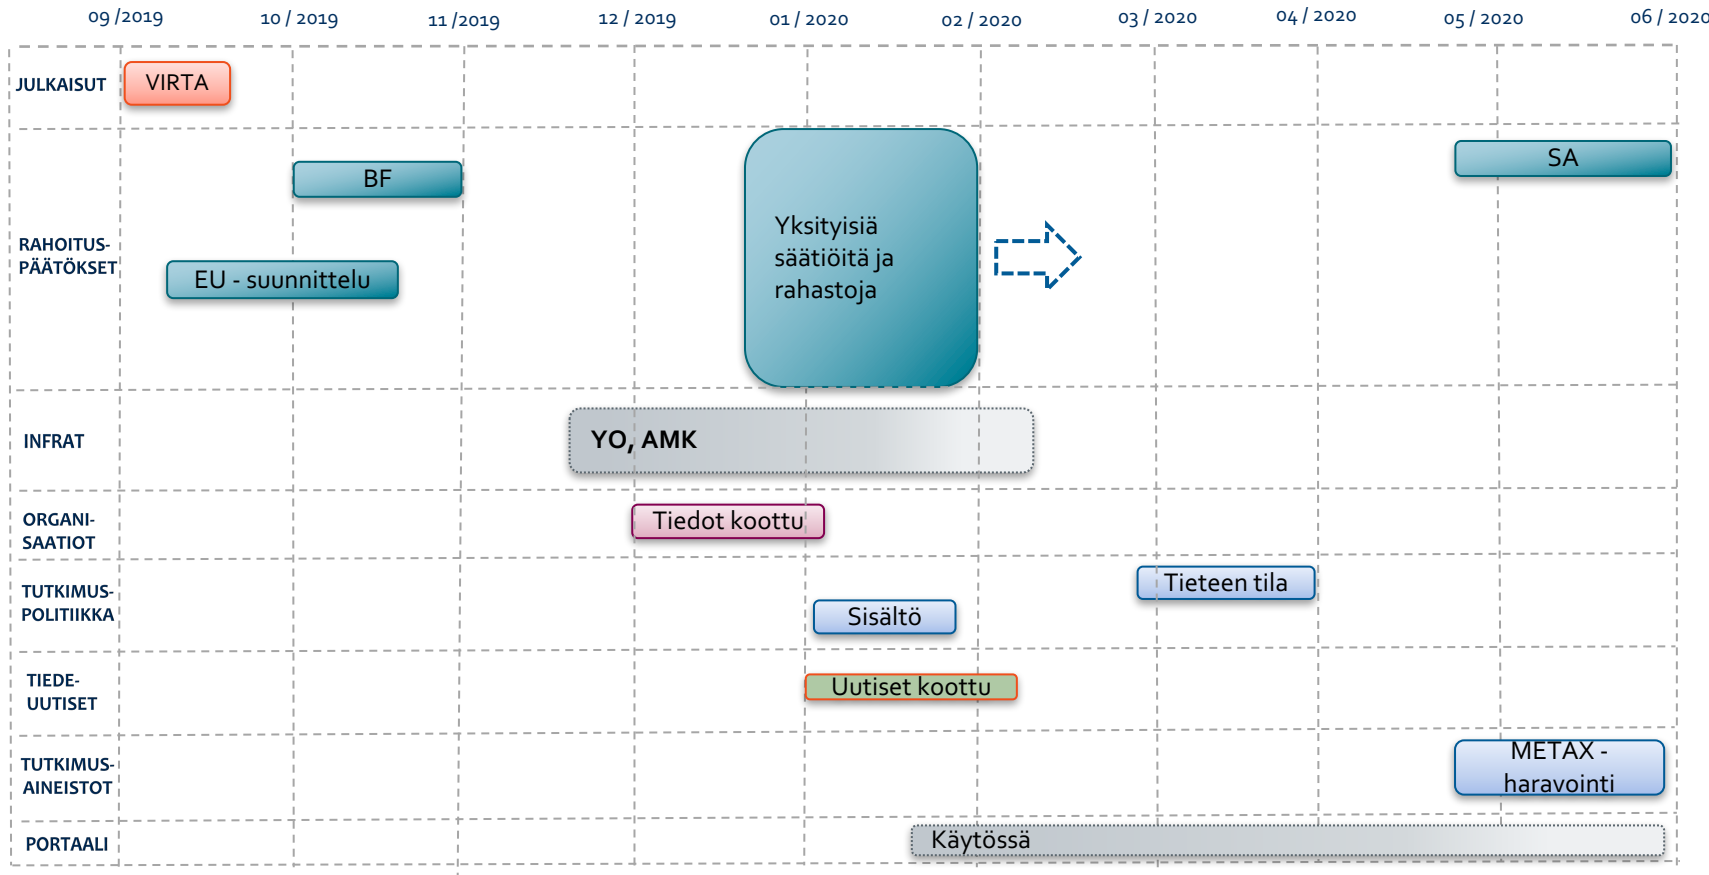 09 /2019
10 /2019
11 /2019
12 / 2019
01 / 2020
02 / 2020
03 / 2020
04 / 2020
05 / 2020
06 / 2020
JULKAISUT
VIRTA
RAHOITUS-
PÄÄTÖKSET
BF
SA
EU - suunnittelu
Yksityisiä
säätiöitä ja
rahastoja
INFRAT
YO, AMK
ORGANI-
SAATIOT
Tiedot koottu
TUTKIMUS-
POLITIIKKA
Sisältö
Tieteen tila
TIEDE-
UUTISET
Uutiset koottu
TUTKIMUS-
AINEISTOT
METAX -
haravointi
PORTAALI
Käytössä